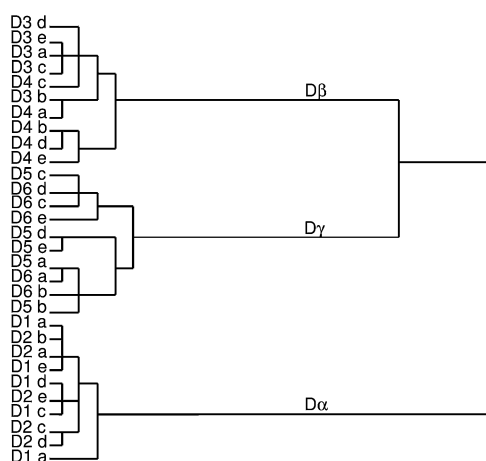 D3 d
D3 e
D3 a
D3 c
D4 c
D3 b
D4 a
D4 b
D4 d
D4 e
D5 c
D6 d
D6 c
D6 e
D5 d
D5 e
D5 a
D6 a
D6 b
D5 b
D1 a
D2 b
D2 a
D1 e
D1 d
D2 e
D1 c
D2 c
D2 d
D1 a
Dβ
Dγ
Dα